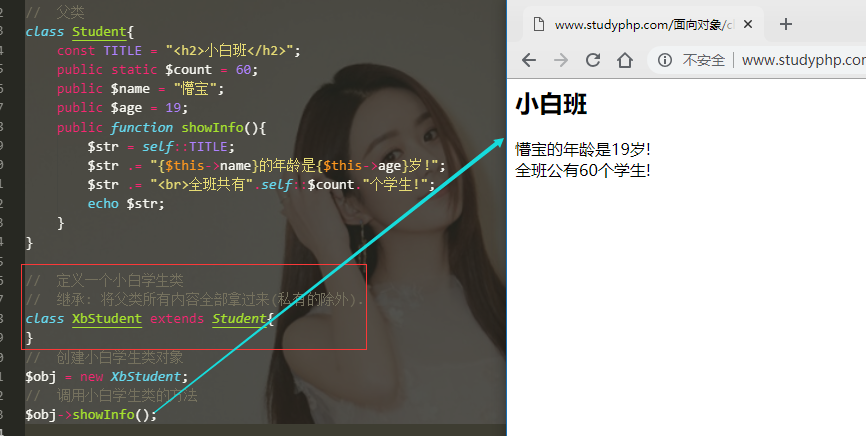 // 父类
class Student{
const TITLE = "<h2>小白班</h2>";
public static $count = 60;
public $name = "懵宝";
public $age = 19;
public function showInfo(){
$str = self::TITLE;
$str .= "{$this->name}的年龄是{$this->age}岁!";
$str .= "<br>全班共有".self::$count."个学生!";
echo $str;
}
}
// 定义一个小白学生类
// 继承: 将父类所有内容全部拿过来(私有的除外).
class XbStudent extends Student{
}
// 创建小白学生类对象
$obj = new XbStudent;
// 调用小白学生类的方法
$obj->showInfo();
www.studyphp.com/面向对象/cl
不安全 | www.studyphp.com
小白班
懵宝的年龄是19岁!
全班公有60个学生!